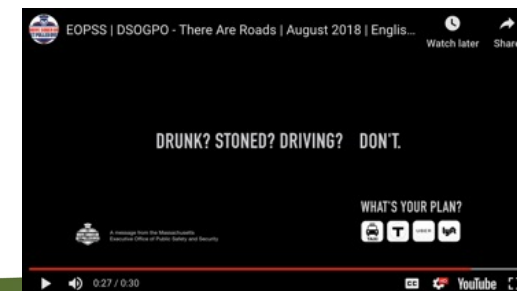 EOPSS | DSOGPO - There Are Roads | August 2018 | Englis...
Watch later
Share
DRUNK? STONED? DRIVING? DON'T.
WHAT'S YOUR PLAN?
TAXI T UBER lyft
A message from the Massachusetts
Executive Office of Public Safety and Security
0:27 / 0:30
CC
YouTube